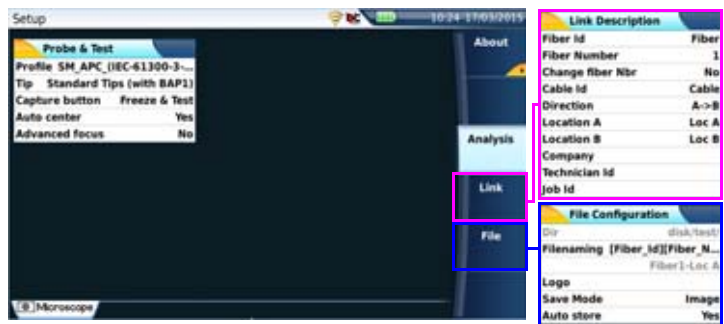 Setup
10:24 17/03/2015
Probe & Test
Profile SM_APC_(IEC-61300-3-...
Tip Standard Tips (with BAP1)
Capture button Freeze & Test
Auto center Yes
Advanced focus No
Microscope
About
Analysis
Link
File
Link Description
Fiber Id Fiber
Fiber Number 1
Change fiber Nbr No
Cable Id Cable
Direction A->B
Location A Loc A
Location B Loc B
Company
Technician Id
Job Id
File Configuration
Dir disk/test/
Filenaming [Fiber_Id][Fiber_N...
Fiber1-Loc A
Logo
Save Mode Image
Auto store Yes